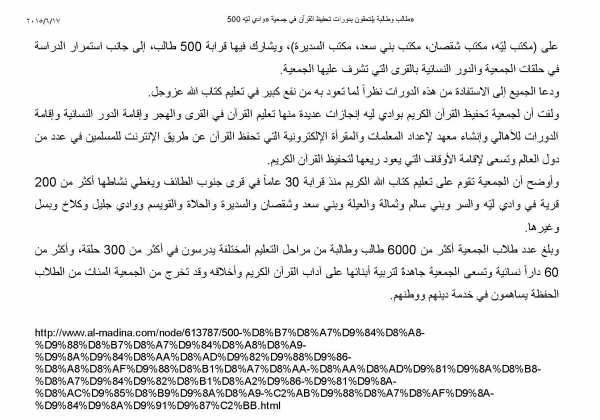 ٢٠١٥/٦/١٧ 500 طالب وطالبة يلتحقون بدورات تحفيظ القرآن في جمعية «وادي ليّه»
على (مكتب ليّه، مكتب شقصان، مكتب بني سعد، مكتب السديرة)، ويشارك فيها قرابة 500 طالب، إلى جانب استمرار الدراسة
في حلقات الجمعية والدور النسائية بالقرى التي تشرف عليها الجمعية.
ودعا الجميع إلى الاستفادة من هذه الدورات نظراً لما تعود به من نفع كبير في تعليم كتاب الله عزوجل.
ولفت أن لجمعية تحفيظ القرآن الكريم بوادي ليه إنجازات عديدة منها تعليم القرآن في القرى والهجر وإقامة الدور النسائية وإقامة
الدورات للأهالي وإنشاء معهد لإعداد المعلمات والمقرأة الإلكترونية التي تحفظ القرآن عن طريق الإنترنت للمسلمين في عدد من
دول العالم وتسعى لإقامة الأوقاف التي يعود ريعها لتحفيظ القرآن الكريم.
وأوضح أن الجمعية تقوم على تعليم كتاب الله الكريم منذ قرابة 30 عاماً في قرى جنوب الطائف ويغطي نشاطها أكثر من 200
قرية في وادي ليّه والسر وبني سالم وثمالة والعيلة وبني سعد وشقصان والسديرة والحلاة والقويسم ووادي جليل وكلاخ وبسل
وغيرها.
وبلغ عدد طلاب الجمعية أكثر من 6000 طالب وطالبة من مراحل التعليم المختلفة يدرسون في أكثر من 300 حلقة، وأكثر من
60 داراً نسائية وتسعى الجمعية جاهدة لتربية أبنائها على آداب القرآن الكريم وأخلاقه وقد تخرج من الجمعية المئات من الطلاب
الحفظة يساهمون في خدمة دينهم ووطنهم.
http://www.al-madina.com/node/613787/500-%D8%B7%D8%A7%D9%84%D8%A8-
%D9%88%D8%B7%D8%A7%D9%84%D8%A8%D8%A9-
%D9%8A%D9%84%D8%AA%D8%AD%D9%82%D9%88%D9%86-
%D8%A8%D8%AF%D9%88%D8%B1%D8%A7%D8%AA-%D8%AA%D8%AD%D9%81%D9%8A%D8%B8-
%D8%A7%D9%84%D9%82%D8%B1%D8%A2%D9%86-%D9%81%D9%8A-
%D8%AC%D9%85%D8%B9%D9%8A%D8%A9-%C2%AB%D9%88%D8%A7%D8%AF%D9%8A-
%D9%84%D9%8A%D9%91%D9%87%C2%BB.html